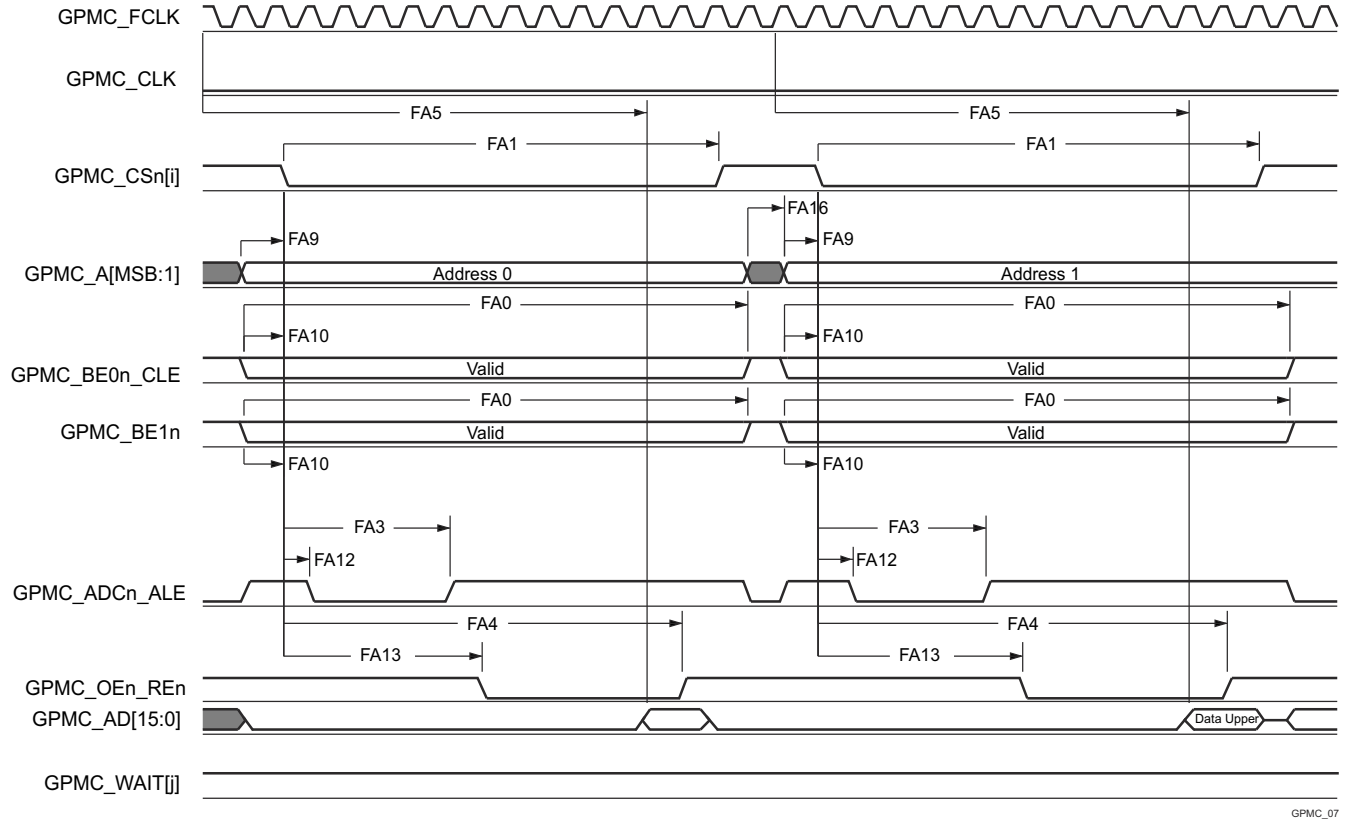 GPMC_FCLK
GPMC_CLK
FA5 FA5
FA1 FA1
GPMC_CSn[i]
FA16
FA9 FA9
GPMC_A[MSB:1] Address 0 Address 1
FA0 FA0
FA10 FA10
GPMC_BE0n_CLE Valid Valid
FA0 FA0
GPMC_BE1n Valid Valid
FA10 FA10
FA3 FA3
FA12 FA12
GPMC_ADCn_ALE
FA4 FA4
FA13 FA13
GPMC_OEn_REn
GPMC_AD[15:0] Data Upper
GPMC_WAIT[j]
GPMC_07